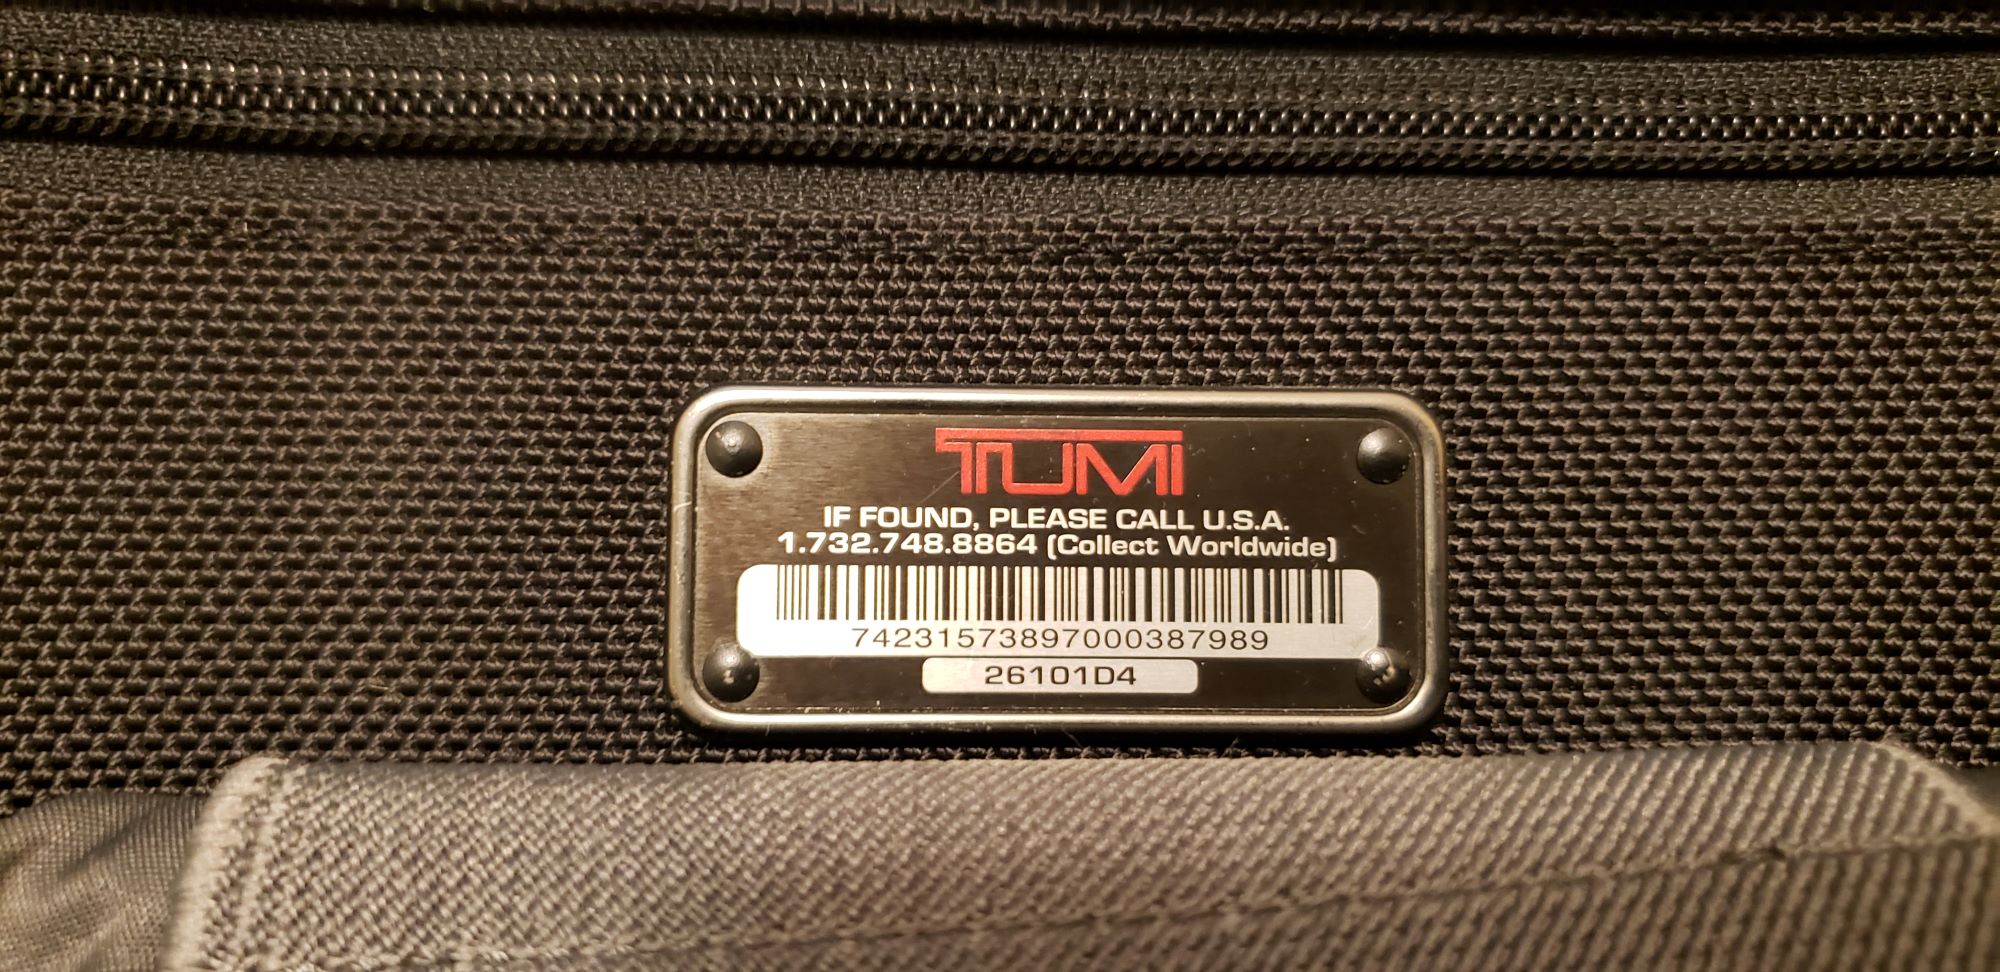 TUMI
IF FOUND, PLEASE CALL U.S.A.
1.732.748.8864 (Collect Worldwide)
74231573897000387989
26101D4